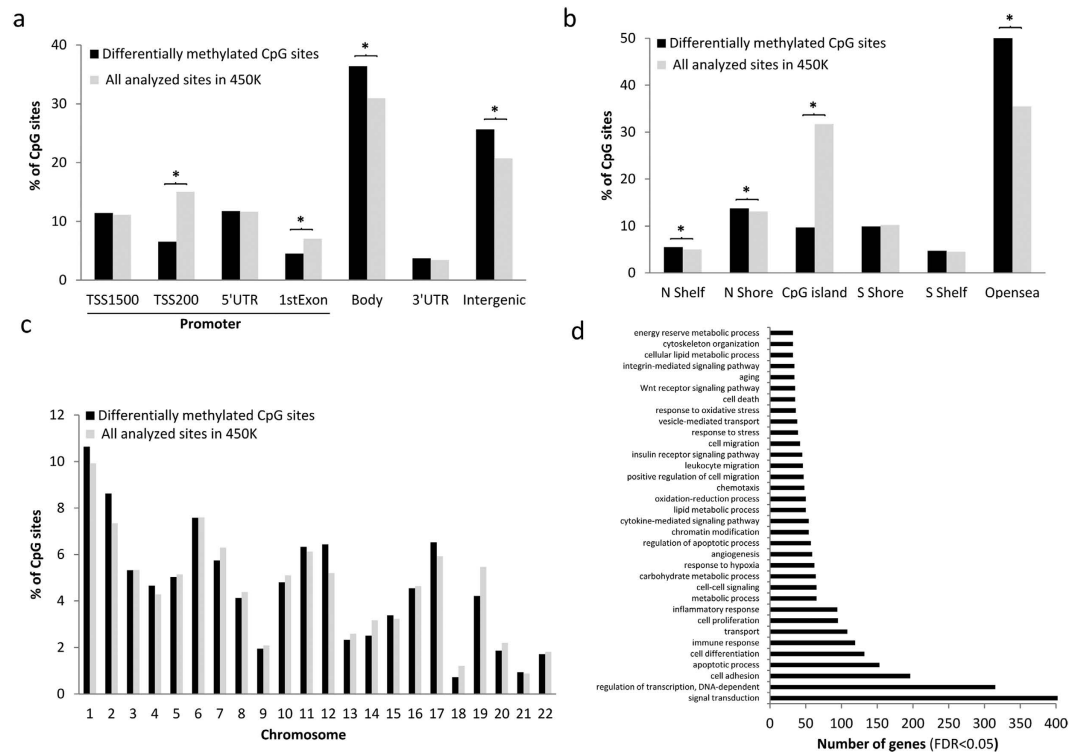 a
40
30
20
10
0
% of CpG sites
Differentially methylated CpG sites
All analyzed sites in 450K
*
*
*
*
TSS1500 TSS200 5'UTR 1stExon Body 3'UTR Intergenic
Promoter
b
50
40
30
20
10
0
% of CpG sites
Differentially methylated CpG sites
All analyzed sites in 450K
*
*
*
*
N Shelf N Shore CpG island S Shore S Shelf Opensea
c
12
10
8
6
4
2
0
% of CpG sites
Differentially methylated CpG sites
All analyzed sites in 450K
1 2 3 4 5 6 7 8 9 10 11 12 13 14 15 16 17 18 19 20 21 22
Chromosome
d
energy reserve metabolic process
cytoskeleton organization
cellular lipid metabolic process
integrin-mediated signaling pathway
aging
Wnt receptor signaling pathway
cell death
response to oxidative stress
vesicle-mediated transport
response to stress
cell migration
insulin receptor signaling pathway
leukocyte migration
positive regulation of cell migration
chemotaxis
oxidation-reduction process
lipid metabolic process
cytokine-mediated signaling pathway
chromatin modification
regulation of apoptotic process
angiogenesis
response to hypoxia
carbohydrate metabolic process
cell-cell signaling
metabolic process
inflammatory response
cell proliferation
transport
immune response
cell differentiation
apoptotic process
cell adhesion
regulation of transcription, DNA-dependent
signal transduction
0 50 100 150 200 250 300 350 400
Number of genes (FDR<0.05)